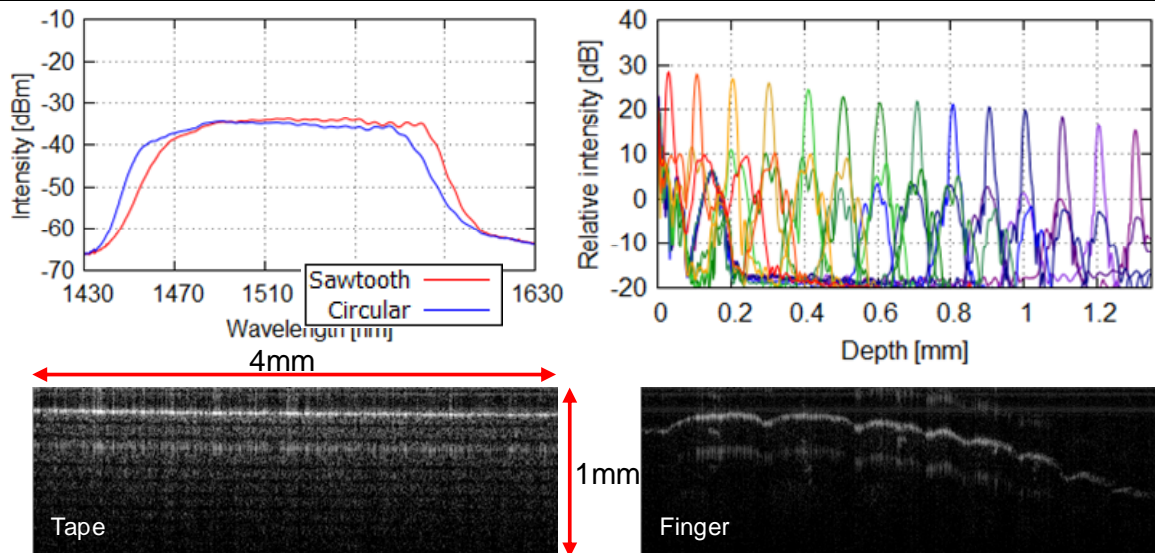 -10
-20
-30
-40
-50
-60
-70
Intensity [dBm]
1430
1470
1510
1630
Sawtooth
Circular
Wavelength [nm]
40
30
20
10
0
-10
-20
Relative intensity [dB]
0
0.2
0.4
0.6
0.8
1
1.2
Depth [mm]
4mm
1mm
Tape
Finger